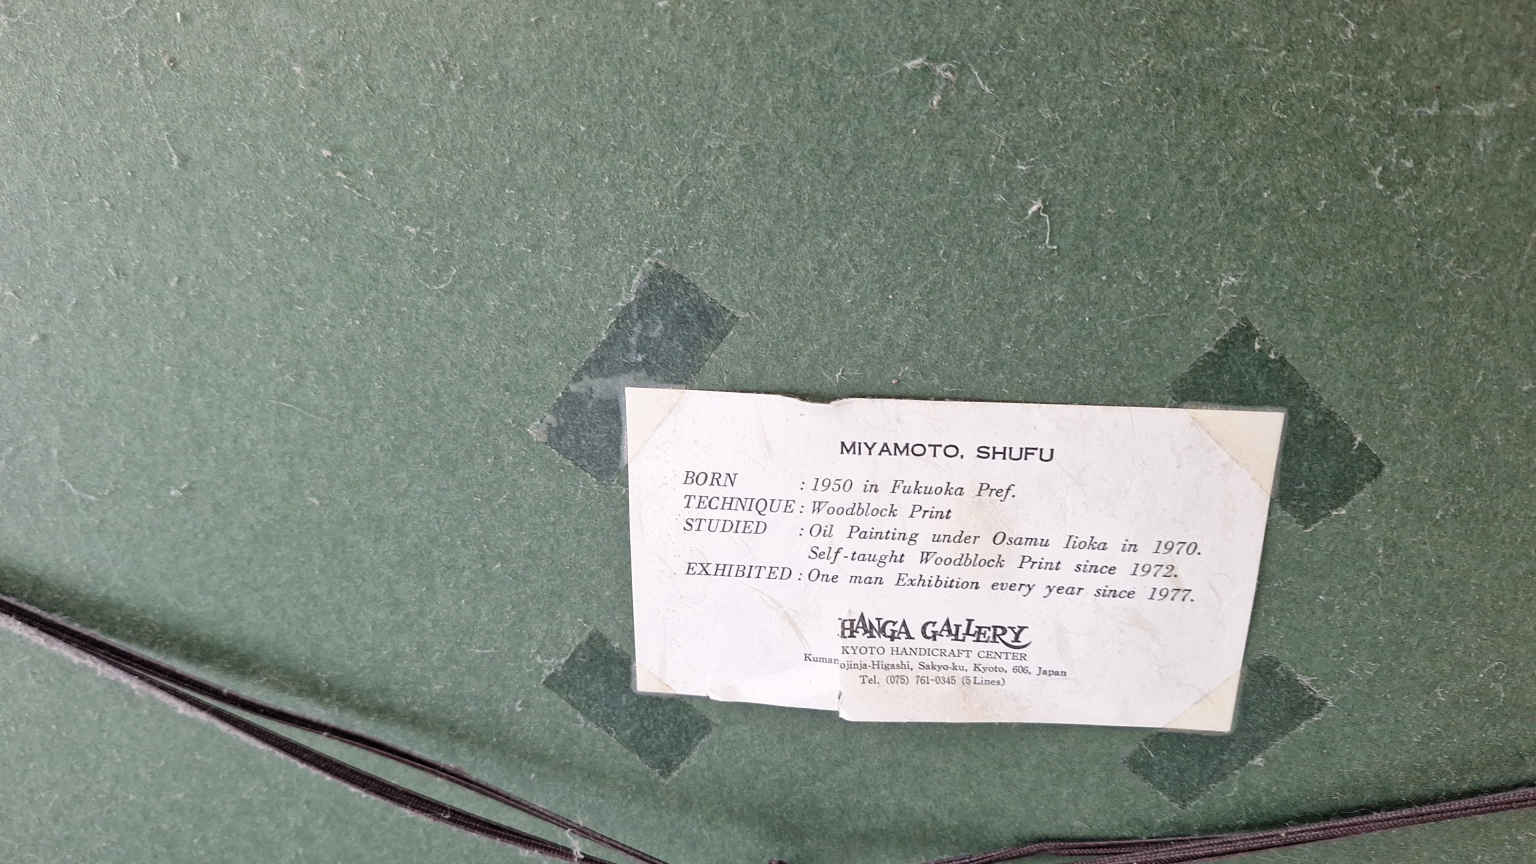 MIYAMOTO, SHUFU
BORN : 1950 in Fukuoka Pref.
TECHNIQUE : Woodblock Print
STUDIED : Oil Painting under Osamu Iioka in 1970.
Self-taught Woodblock Print since 1972.
EXHIBITED : One man Exhibition every year since 1977.
HANGA GALLERY
KYOTO HANDICRAFT CENTER
Kumanojinja-Higashi, Sakyo-ku, Kyoto, 606, Japan
Tel. (075) 761-0345 (5 Lines)